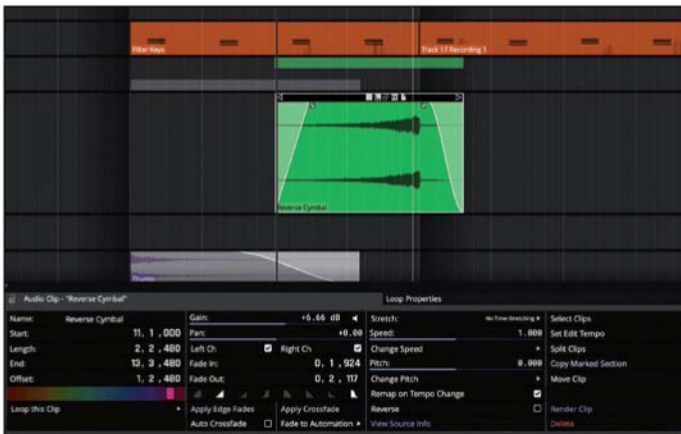 Filter Keys
Track 17 Recording 1
Reverse Cymbal
Thump
Audio Clip - "Reverse Cymbal"
Loop Properties
Name: Reverse Cymbal
Start: 11, 1 ,000
Length: 2, 2 ,480
End: 13, 3 ,480
Offset: 1, 2 ,480
Loop this Clip
Gain: +6.66 dB
Pan: +0.00
Left Ch Right Ch
Fade In: 0, 1 ,924
Fade Out: 0, 2 , 117
Apply Edge Fades Apply Crossfade
Auto Crossfade Fade to Automation
Stretch: No Time-Stretching
Speed: 1.000
Change Speed
Pitch: 0.000
Change Pitch
Remap on Tempo Change
Reverse
View Source Info
Select Clips
Set Edit Tempo
Split Clips
Copy Marked Section
Move Clip
Render Clip
Delete